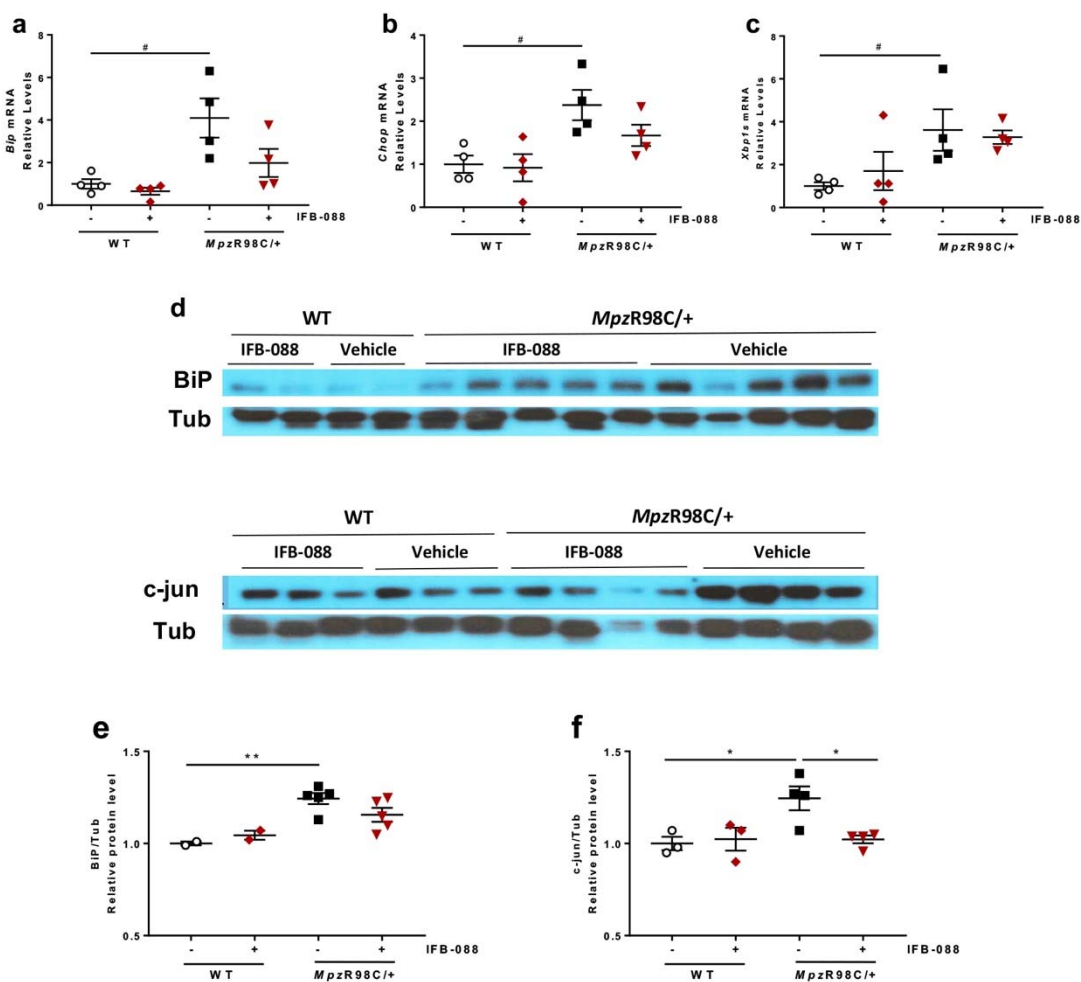 a
#
Bip mRNA
Relative Levels
8
6
4
2
0
- + - + IFB-088
WT MpzR98C/+
b
#
Chop mRNA
Relative Levels
4
3
2
1
0
- + - + IFB-088
WT MpzR98C/+
c
#
Xbp1s mRNA
Relative Levels
8
6
4
2
0
- + - + IFB-088
WT MpzR98C/+
d
WT MpzR98C/+
IFB-088 Vehicle IFB-088 Vehicle
BiP
Tub
WT MpzR98C/+
IFB-088 Vehicle IFB-088 Vehicle
c-jun
Tub
e
**
BiP/Tub
Relative protein level
1.5
1.0
0.5
- + - + IFB-088
WT MpzR98C/+
f
* *
c-jun/Tub
Relative protein level
1.5
1.0
0.5
- + - + IFB-088
WT MpzR98C/+